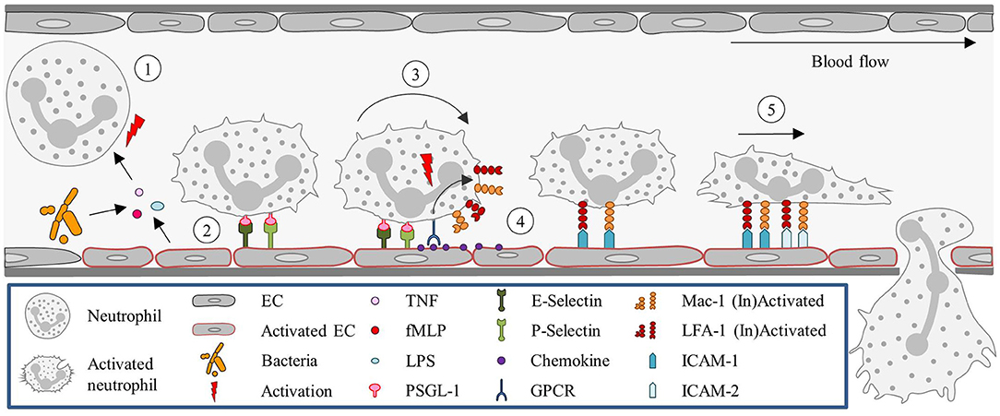 1
3
Blood flow
5
2
4
Neutrophil
Activated
neutrophil
EC
Activated EC
Bacteria
Activation
TNF
fMLP
LPS
PSGL-1
E-Selectin
P-Selectin
Chemokine
GPCR
Mac-1 (In)Activated
LFA-1 (In)Activated
ICAM-1
ICAM-2